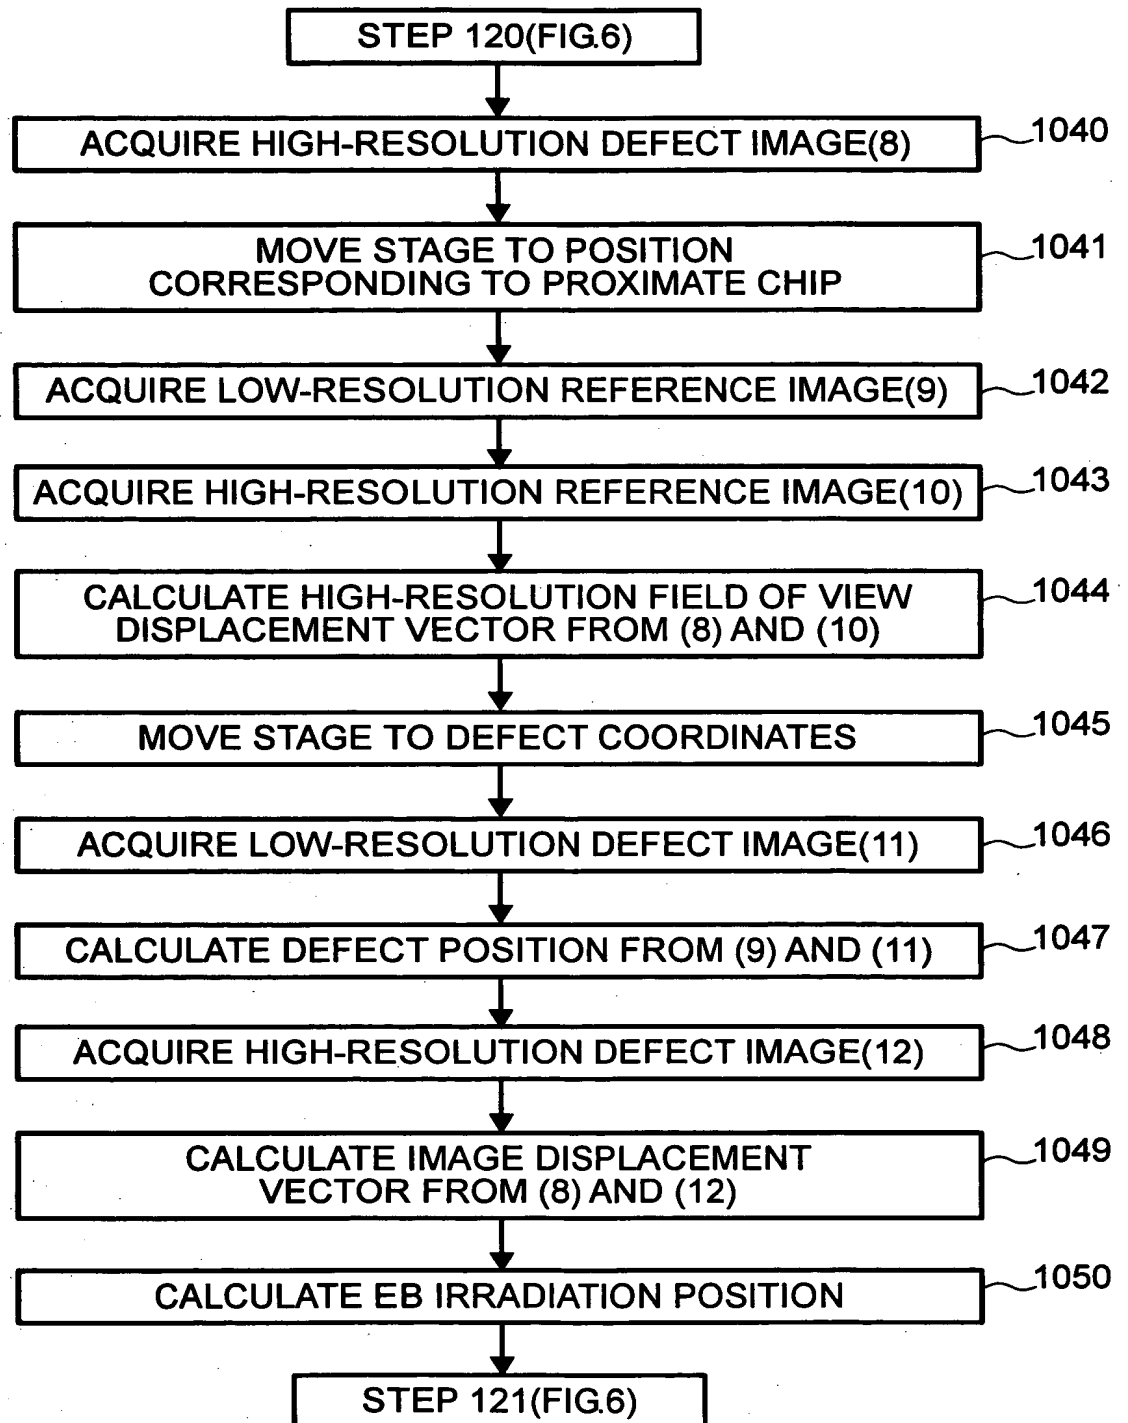 STEP 120(FIG.6)
ACQUIRE HIGH-RESOLUTION DEFECT IMAGE(8)
1040
MOVE STAGE TO POSITION
CORRESPONDING TO PROXIMATE CHIP
1041
ACQUIRE LOW-RESOLUTION REFERENCE IMAGE(9)
1042
ACQUIRE HIGH-RESOLUTION REFERENCE IMAGE(10)
1043
CALCULATE HIGH-RESOLUTION FIELD OF VIEW
DISPLACEMENT VECTOR FROM (8) AND (10)
1044
MOVE STAGE TO DEFECT COORDINATES
1045
ACQUIRE LOW-RESOLUTION DEFECT IMAGE(11)
1046
CALCULATE DEFECT POSITION FROM (9) AND (11)
1047
ACQUIRE HIGH-RESOLUTION DEFECT IMAGE(12)
1048
CALCULATE IMAGE DISPLACEMENT
VECTOR FROM (8) AND (12)
1049
CALCULATE EB IRRADIATION POSITION
1050
STEP 121(FIG.6)